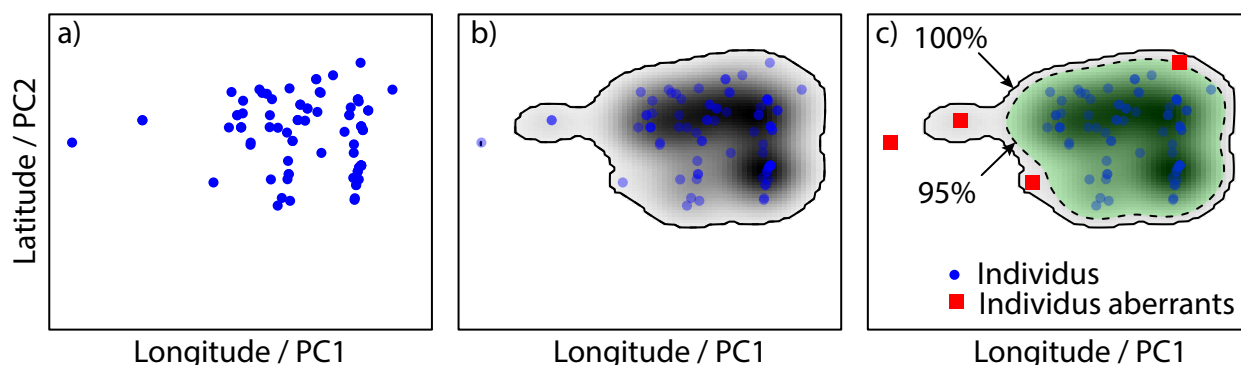 a)
b)
c)
100%
95%
Individus
Individus aberrants
Latitude / PC2
Longitude / PC1
Longitude / PC1
Longitude / PC1